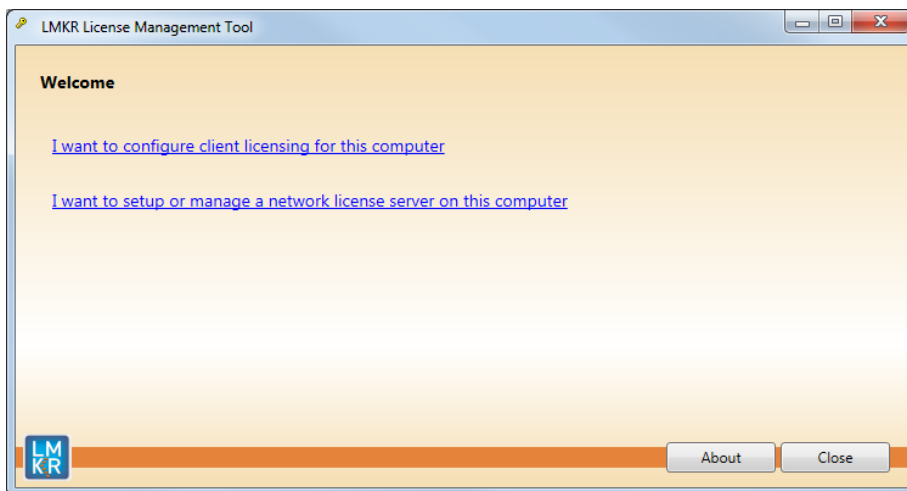 LMKR License Management Tool
Welcome
I want to configure client licensing for this computer
I want to setup or manage a network license server on this computer
LM
KR
About
Close